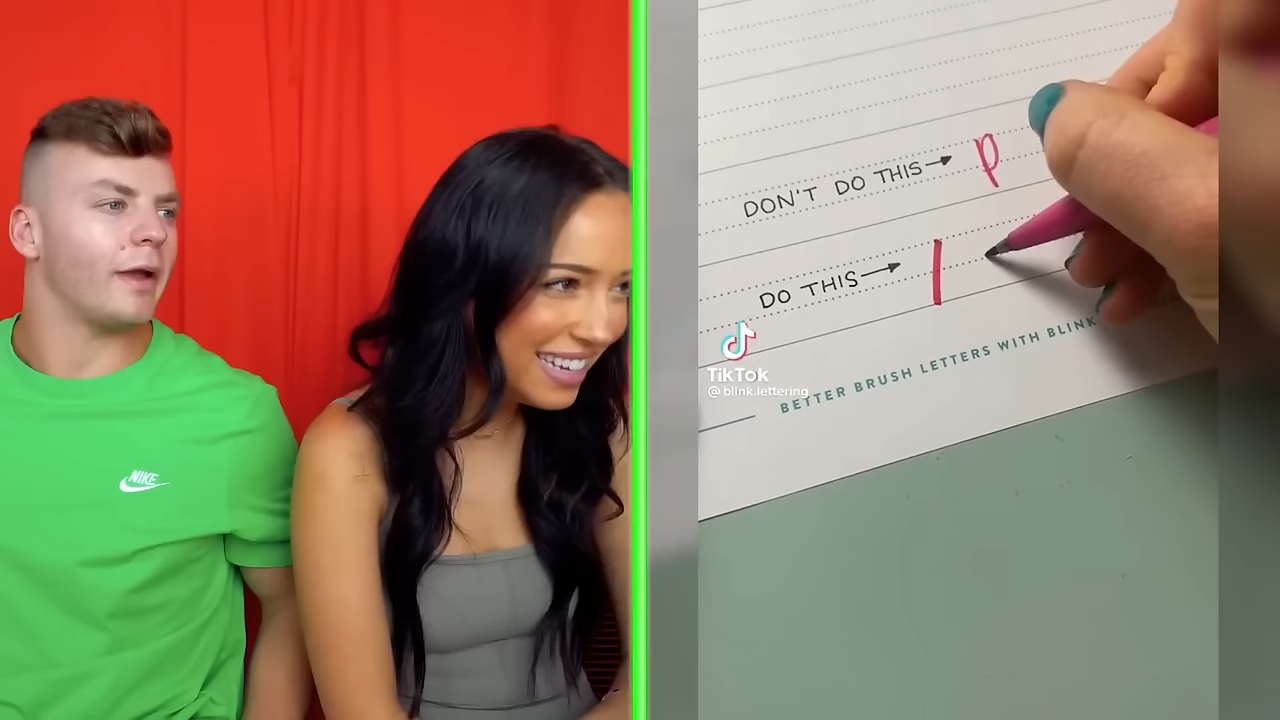 NIKE
DON'T DO THIS → p
DO THIS → l
TikTok
@blink.lettering
BETTER BRUSH LETTERS WITH BLINK